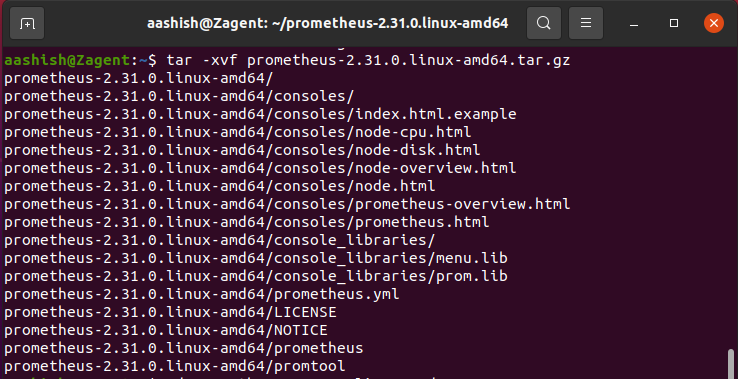 aashish@Zagent: ~/prometheus-2.31.0.linux-amd64
aashish@Zagent:~$ tar -xvf prometheus-2.31.0.linux-amd64.tar.gz
prometheus-2.31.0.linux-amd64/
prometheus-2.31.0.linux-amd64/consoles/
prometheus-2.31.0.linux-amd64/consoles/index.html.example
prometheus-2.31.0.linux-amd64/consoles/node-cpu.html
prometheus-2.31.0.linux-amd64/consoles/node-disk.html
prometheus-2.31.0.linux-amd64/consoles/node-overview.html
prometheus-2.31.0.linux-amd64/consoles/node.html
prometheus-2.31.0.linux-amd64/consoles/prometheus-overview.html
prometheus-2.31.0.linux-amd64/consoles/prometheus.html
prometheus-2.31.0.linux-amd64/console_libraries/
prometheus-2.31.0.linux-amd64/console_libraries/menu.lib
prometheus-2.31.0.linux-amd64/console_libraries/prom.lib
prometheus-2.31.0.linux-amd64/prometheus.yml
prometheus-2.31.0.linux-amd64/LICENSE
prometheus-2.31.0.linux-amd64/NOTICE
prometheus-2.31.0.linux-amd64/prometheus
prometheus-2.31.0.linux-amd64/promtool